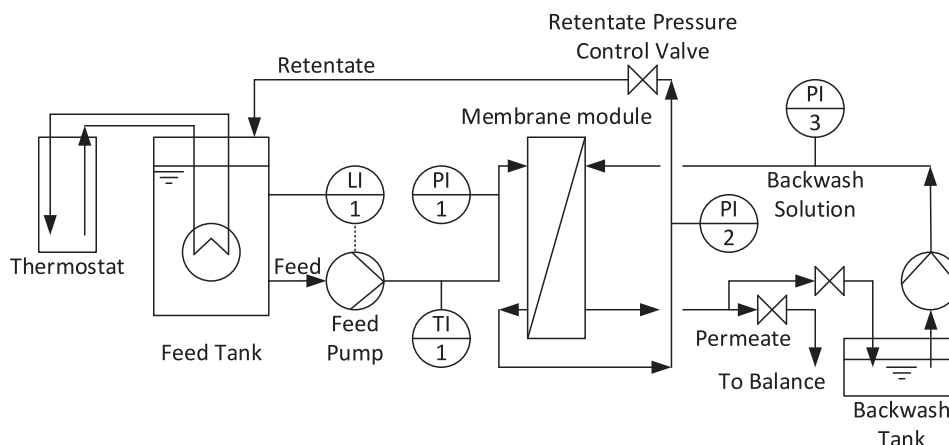 Retentate Pressure
Control Valve
Retentate
PI
3
Membrane module
LI
1
PI
1
Backwash
Solution
PI
2
Thermostat
Feed
Feed
Pump
TI
1
Feed Tank
Permeate
To Balance
Backwash
Tank